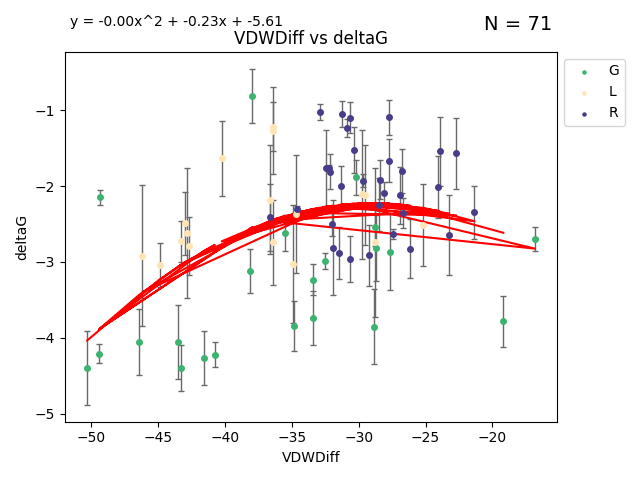 y = -0.00x^2 + -0.23x + -5.61
N = 71
VDWDiff vs deltaG
G
L
R
deltaG
−1
−2
−3
−4
−5
−50
−45
−40
−35
−30
−25
−20
VDWDiff